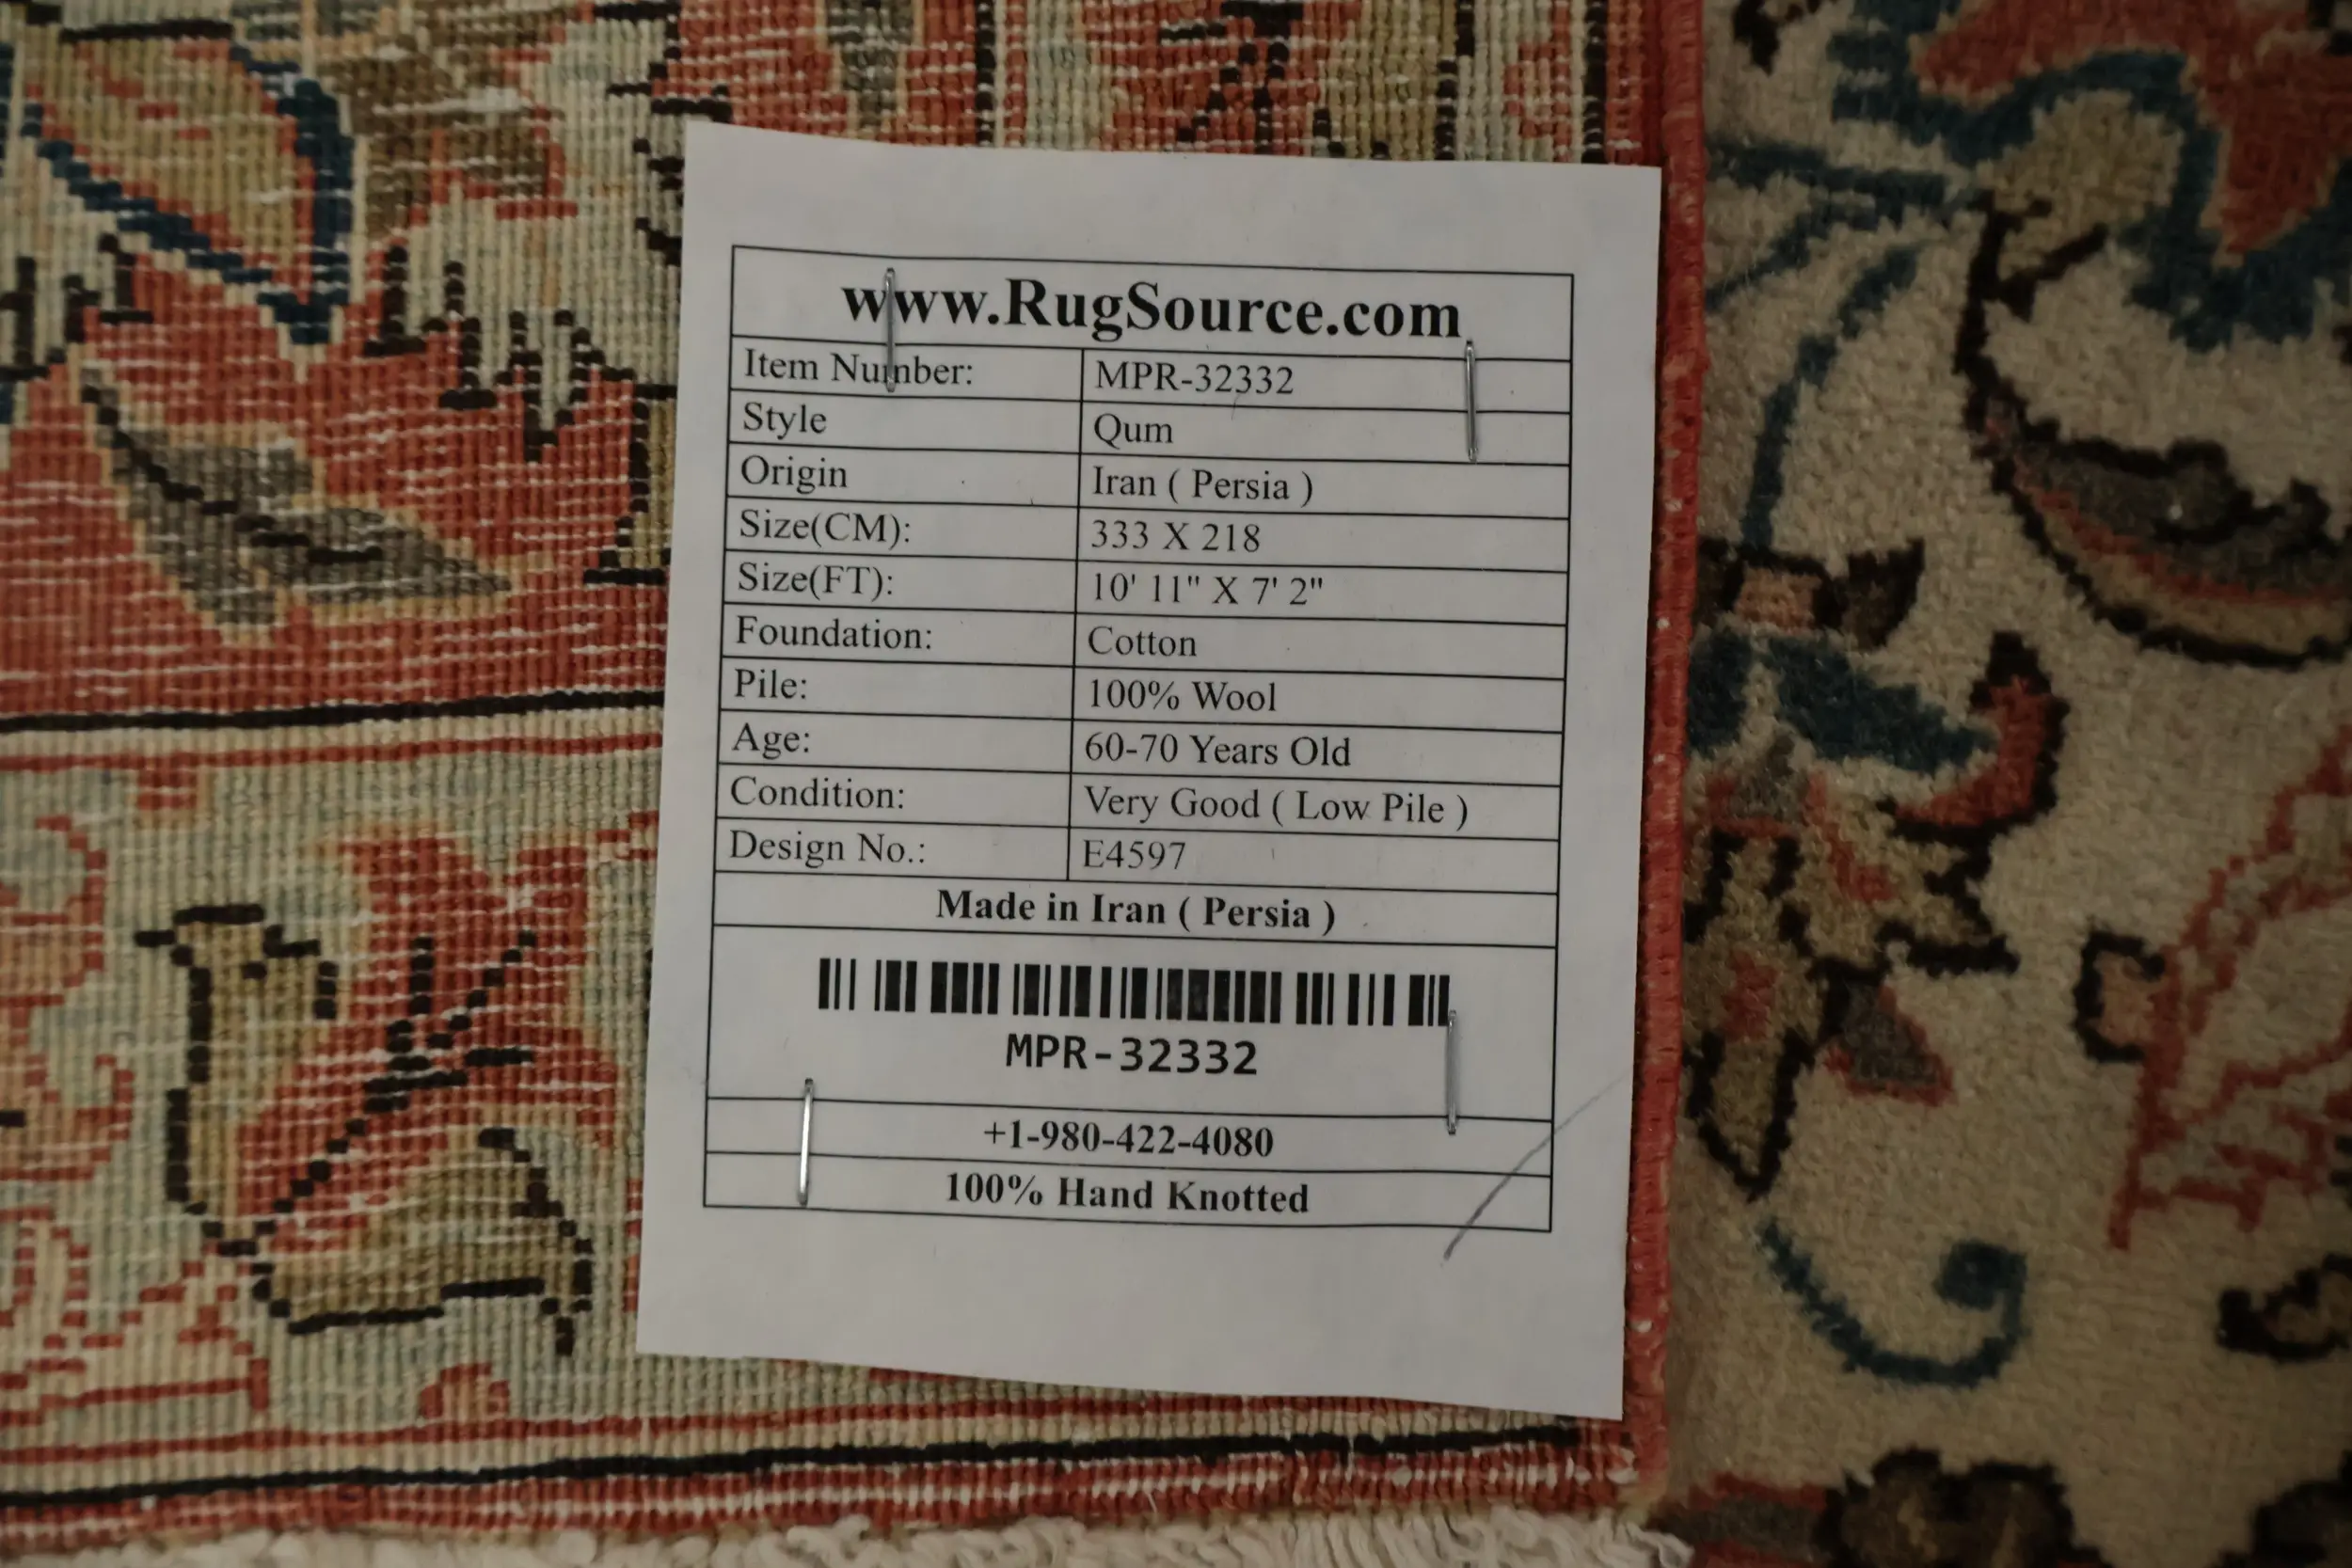 www.RugSource.com
Item Number: MPR-32332
Style Qum
Origin Iran ( Persia )
Size(CM): 333 X 218
Size(FT): 10' 11" X 7' 2"
Foundation: Cotton
Pile: 100% Wool
Age: 60-70 Years Old
Condition: Very Good ( Low Pile )
Design No.: E4597
Made in Iran ( Persia )
MPR-32332
+1-980-422-4080
100% Hand Knotted